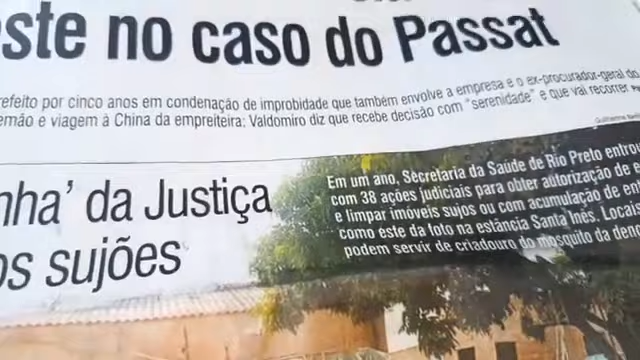 este no caso do Passat
refeito por cinco anos em condenação de improbidade que também envolve a empresa e o ex-procurador-geral do
emão e viagem à China da empreiteira; Valdomiro diz que recebe decisão com “serenidade” e que vai recorrer
nha’ da Justiça
os sujões
Em um ano, Secretaria da Saúde de Rio Preto entrou
com 38 ações judiciais para obter autorização de e
e limpar imóveis sujos ou com acumulação de en
como este da foto na estância Santa Inês. Locai
podem servir de criadouro do mosquito da deng